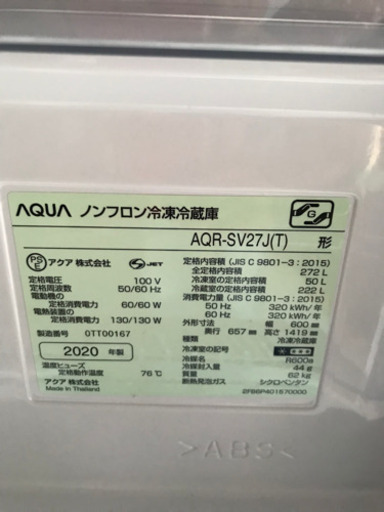 AQUA ノンフロン冷凍冷蔵庫
AQR-SV27J(T) 形
PSE アクア 株式会社 JET
定格電圧 100 V
定格周波数 50/60 Hz
電動機の
定格消費電力 60/60 W
電熱装置の
定格消費電力 130/130 W
製造番号 0TT00167
2020 年製
温度ヒューズ
定格動作温度 76℃
アクア 株式会社
Made in Thailand
G
定格内容積 (JIS C 9801-3 : 2015)
全定格内容積 272 L
冷凍室の定格内容積 50 L
冷蔵室の定格内容積 222 L
消費電力量 (JIS C 9801-3 : 2015)
50 Hz 320 kWh/年
60 Hz 320 kWh/年
外形寸法 幅 600 mm
奥行 657 mm 高さ 1419 mm
種類 冷凍冷蔵庫
冷凍室の記号
冷媒 R600a
冷媒封入量 44 g
質量 62 kg
断熱発泡ガス シクロペンタン
>ABS<